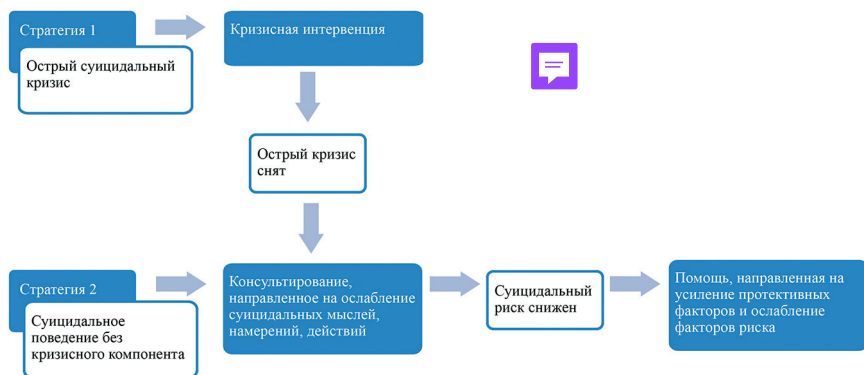 Стратегия 1
Острый суицидальный
кризис
Кризисная интервенция
Острый кризис
снят
Стратегия 2
Суицидальное
поведение без
кризисного компонента
Консультирование,
направленное на ослабление
суицидальных мыслей,
намерений, действий
Суицидальный
риск снижен
Помощь, направленная на
усиление протективных
факторов и ослабление
факторов риска